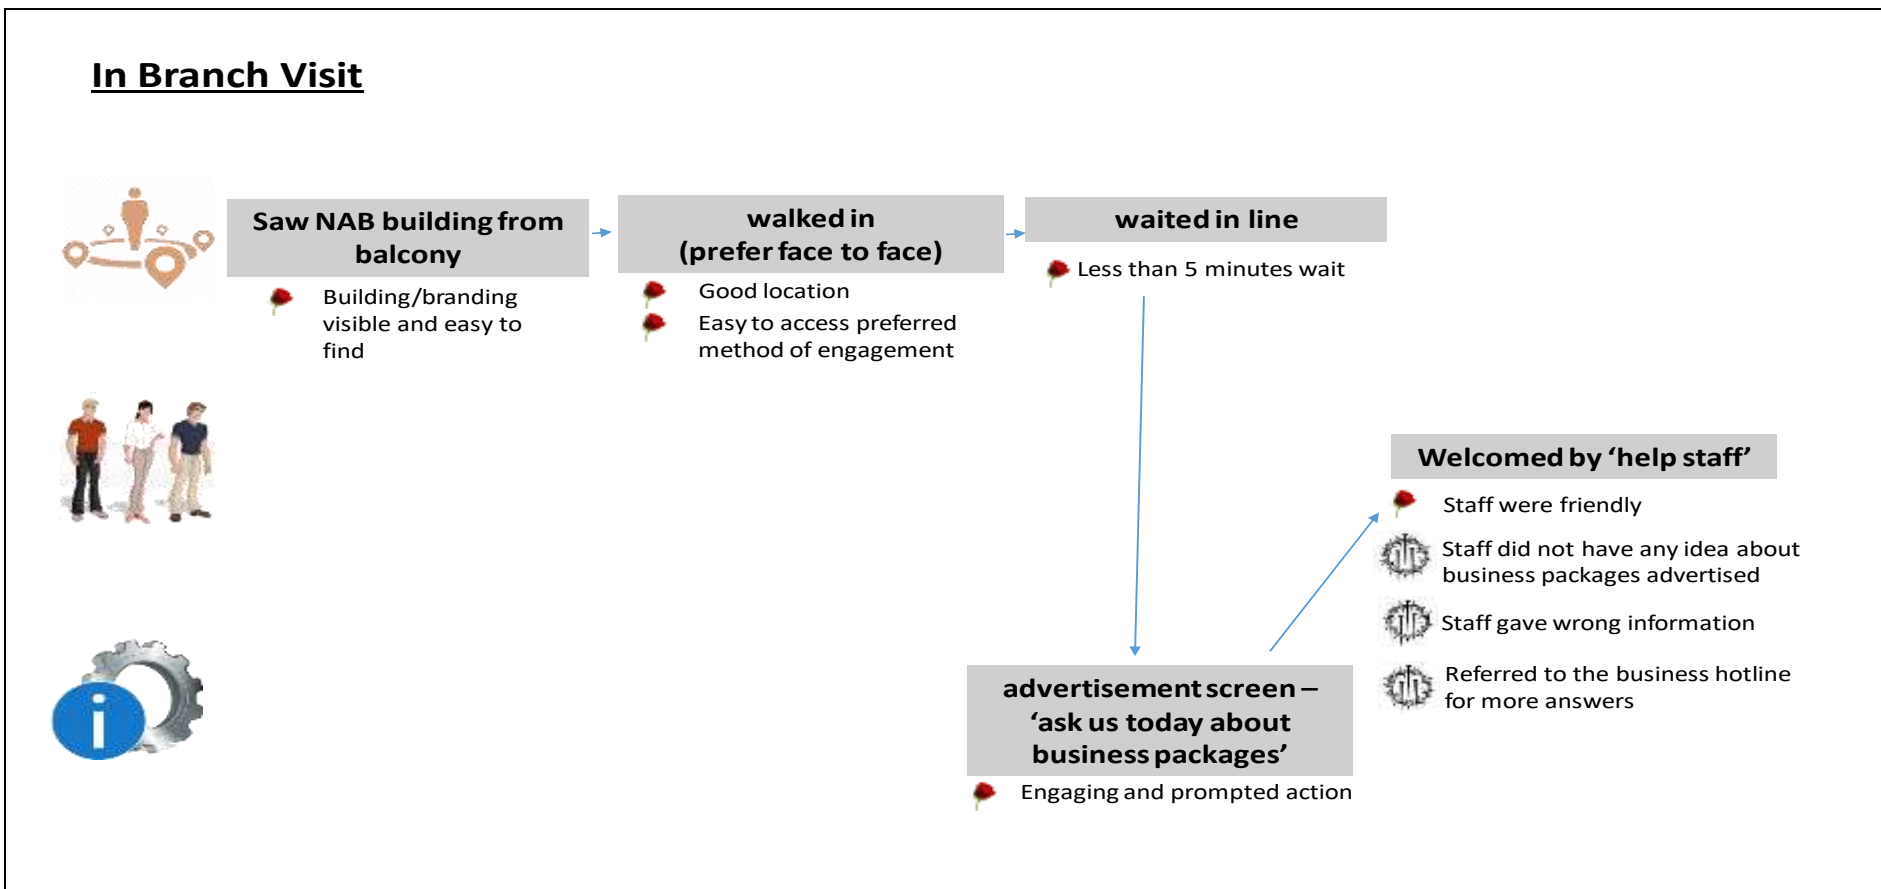 In Branch Visit
Saw NAB building from
balcony
Building/branding
visible and easy to
find
walked in
(prefer face to face)
Good location
Easy to access preferred
method of engagement
waited in line
Less than 5 minutes wait
advertisement screen –
‘ask us today about
business packages’
Engaging and prompted action
Welcomed by ‘help staff’
Staff were friendly
Staff did not have any idea about
business packages advertised
Staff gave wrong information
Referred to the business hotline
for more answers
i